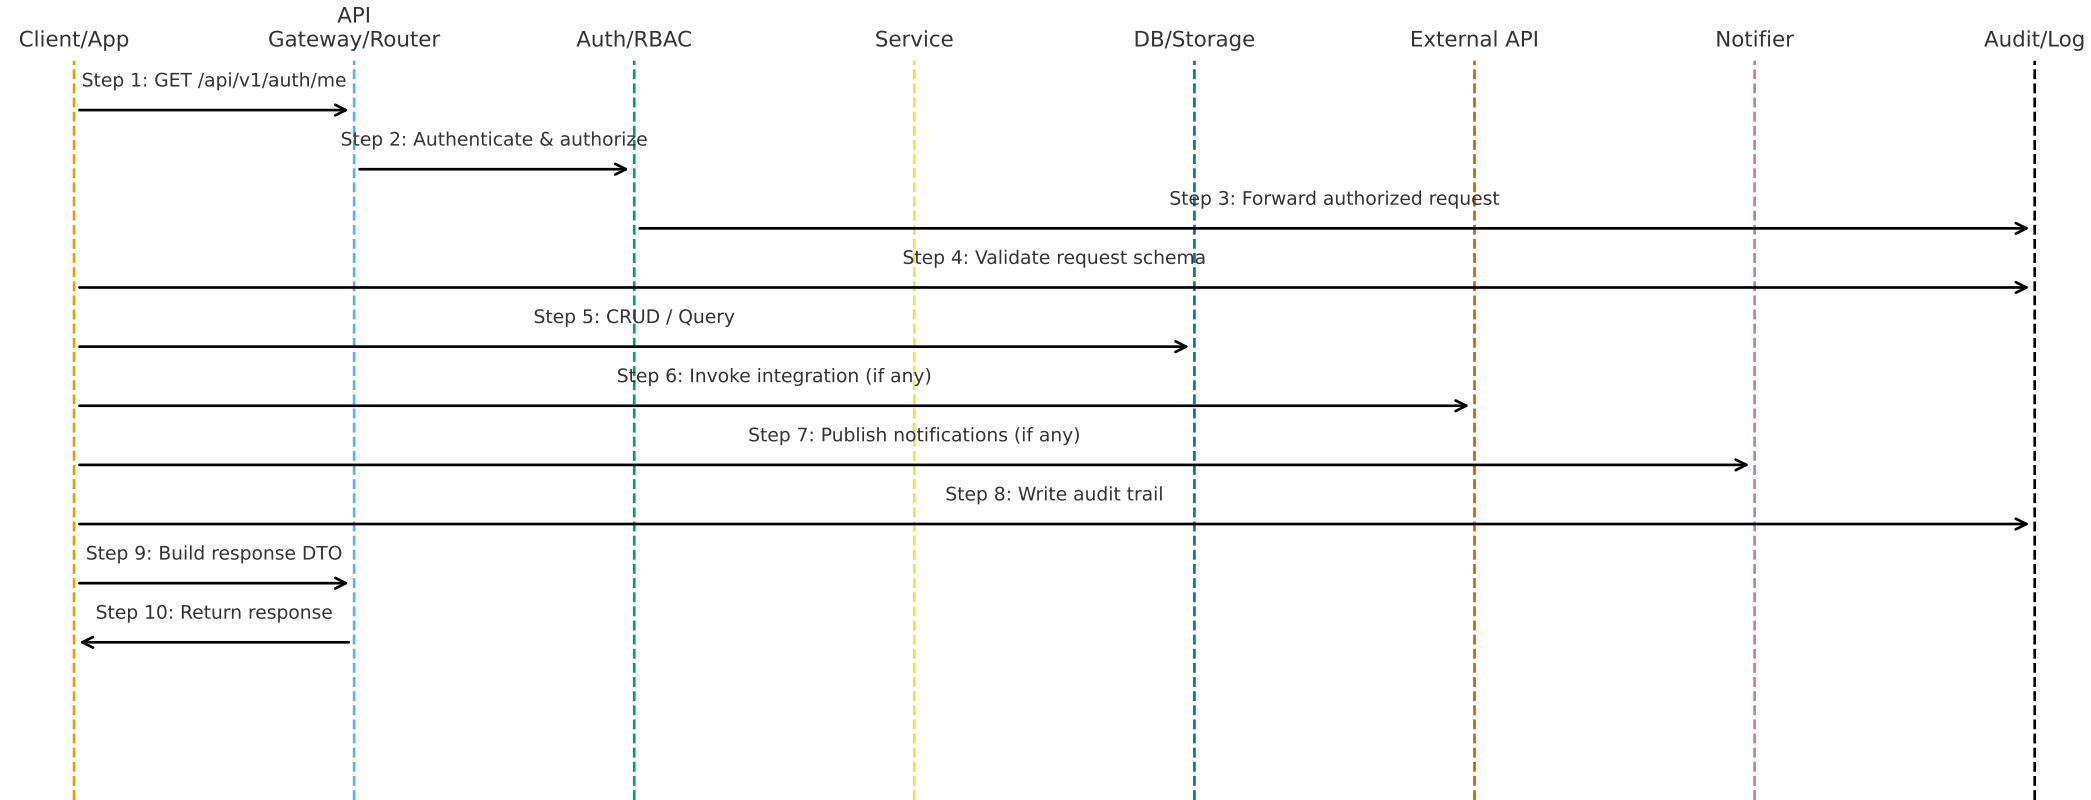 API
Client/App
Gateway/Router
Auth/RBAC
Service
DB/Storage
External API
Notifier
Audit/Log
Step 1: GET /api/v1/auth/me
Step 2: Authenticate & authorize
Step 3: Forward authorized request
Step 4: Validate request schema
Step 5: CRUD / Query
Step 6: Invoke integration (if any)
Step 7: Publish notifications (if any)
Step 8: Write audit trail
Step 9: Build response DTO
Step 10: Return response